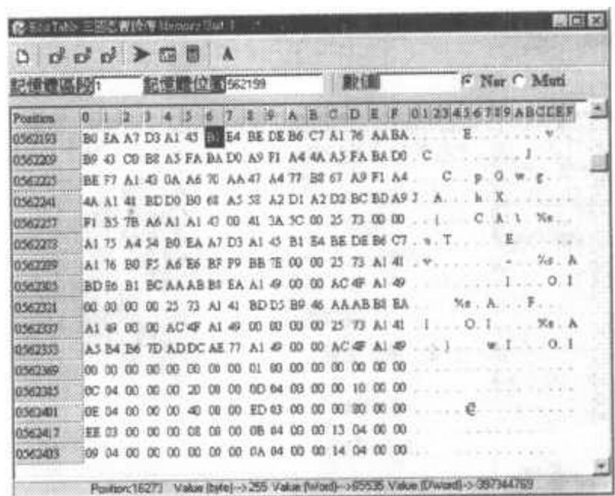 記憶體區段 1 記憶體位置 562199 數值 Nor Muti
Position 0 1 2 3 4 5 6 7 8 9 A B C D E F 0 1 2 3 4 5 6 7 8 9 A B C D E F
0562193 B0 EA A7 D3 A1 45 B1 E4 BE DE B6 C7 A1 76 AA BA . . . . . E . . . . . . . v . .
0562209 B9 43 C0 B8 A5 FA BA D0 A9 F1 A4 4A A5 FA BA D0 . C . . . . . . . . . J . . . .
0562225 BE F7 A1 43 0A A6 70 AA 47 A4 77 B8 67 A9 F1 A4 . . . C . . p . G . w . g . . .
0562241 4A A1 41 BD D0 B0 68 A5 58 A2 D1 A2 D2 BC BD A9 J . A . . . h . X . . . . . . .
0562257 F1 B5 7B A6 A1 A1 43 00 41 3A 5C 00 25 73 00 00
0562273 A1 75 A4 54 B0 EA A7 D3 A1 45 B1 E4 BE DE B6 C7 . u . T . . . . . E . . . . . .
0562289 A1 76 B0 F5 A6 E6 BF F9 BB 7E 00 00 25 73 A1 41
0562305 BD E6 B1 BC AA AB B8 EA A1 49 00 00 AC 4F A1 49 . . . . . . . . . I . . . O . I
0562321 00 00 00 00 25 73 A1 41 BD D5 B9 46 AA AB B8 EA . . . . %s . A . . . F . . . .
0562337 A1 49 00 00 AC 4F A1 49 00 00 00 00 25 73 A1 41 . I . . . O . I . . . . %s . A
0562353 A5 B4 B6 7D AD DC AE 77 A1 49 00 00 AC 4F A1 49 . . . } . . . w . I . . . O . I
0562369 00 00 00 00 00 00 00 00 01 00 00 00 00 00 00 00
0562385 0C 04 00 00 00 20 00 00 0D 04 00 00 00 10 00 00
0562401 0E 04 00 00 00 40 00 00 ED 03 00 00 00 80 00 00 . . . . . @ . . . . . . . . . .
0562417 EE 03 00 00 00 08 00 00 0B 04 00 00 13 04 00 00
09 04 00 00 00 00 00 00 0A 04 00 00 14 04 00 00
Position:16273 Value (byte)-->255 Value (Word)-->65535 Value (DWord)-->-397344769